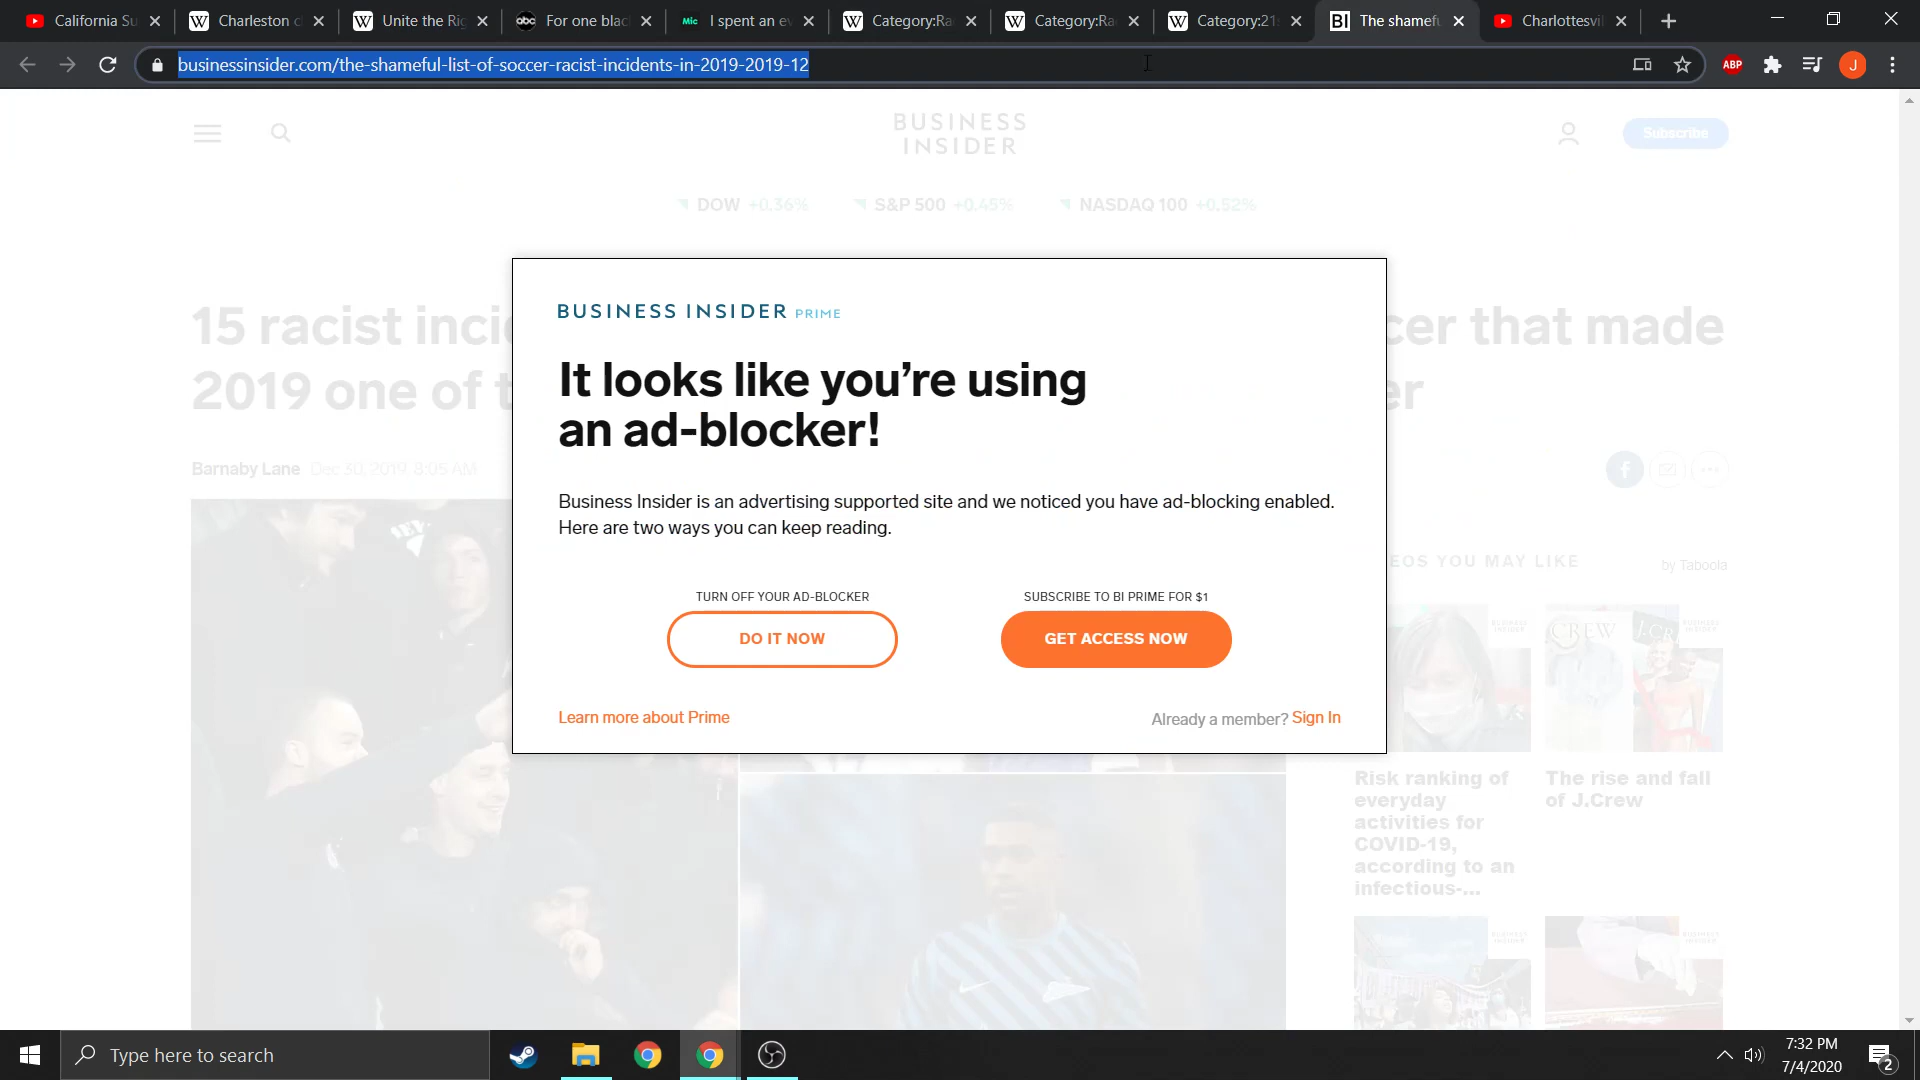 California Su
Charleston c
Unite the Rig
For one blac
I spent an ev
Category:Ra
Category:Ra
Category:21s
The shamefu
Charlottesvil
businessinsider.com/the-shameful-list-of-soccer-racist-incidents-in-2019-2019-12
ABP
J
BUSINESS
INSIDER
Subscribe
DOW +0.36%
S&P 500 +0.45%
NASDAQ 100 +0.52%
15 racist inci
cer that made
2019 one of t
er
Barnaby Lane Dec 30, 2019, 8:05 AM
BUSINESS INSIDER PRIME
It looks like you're using
an ad-blocker!
Business Insider is an advertising supported site and we noticed you have ad-blocking enabled.
Here are two ways you can keep reading.
TURN OFF YOUR AD-BLOCKER
DO IT NOW
SUBSCRIBE TO BI PRIME FOR $1
GET ACCESS NOW
Learn more about Prime
Already a member? Sign In
EOS YOU MAY LIKE
by Taboola
Risk ranking of
everyday
activities for
COVID-19,
according to an
infectious-...
The rise and fall
of J.Crew
Type here to search
7:32 PM
7/4/2020
2